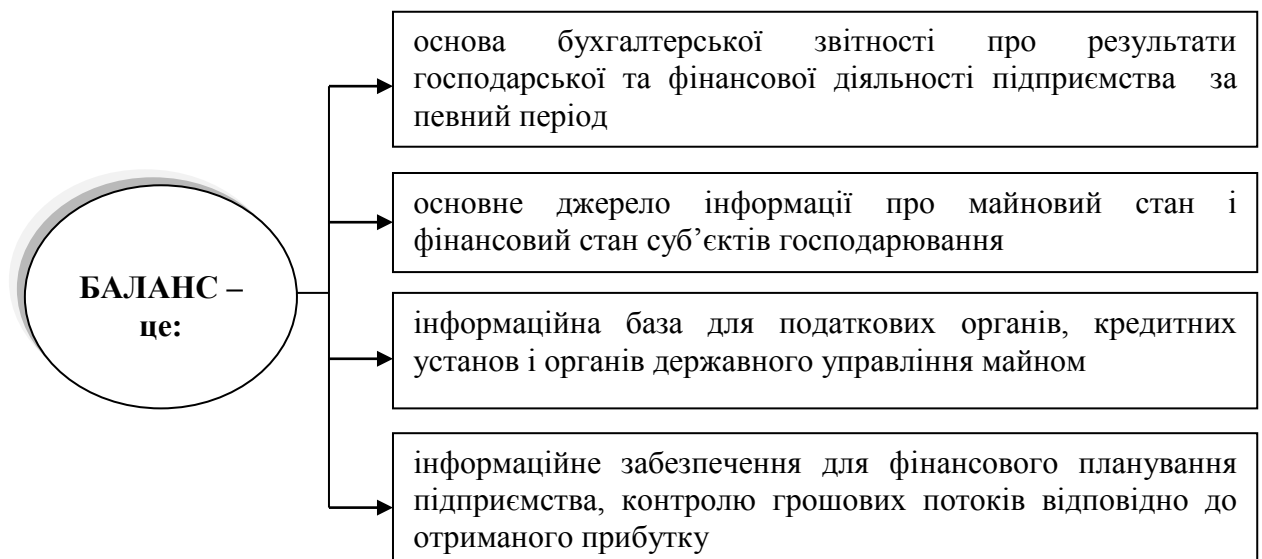 основа бухгалтерської звітності про результати
господарської та фінансової діяльності підприємства за
певний період
основне джерело інформації про майновий стан і
фінансовий стан суб’єктів господарювання
БАЛАНС –
це:
інформаційна база для податкових органів, кредитних
установ і органів державного управління майном
інформаційне забезпечення для фінансового планування
підприємства, контролю грошових потоків відповідно до
отриманого прибутку